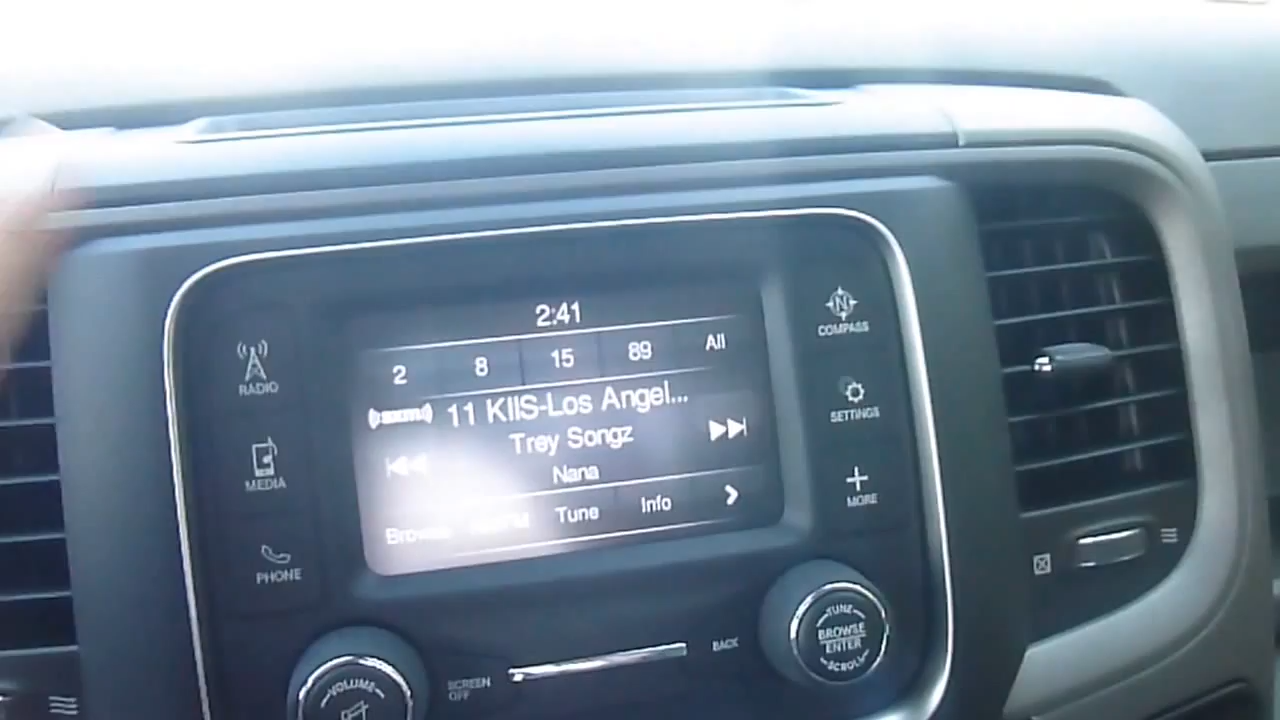 2:41
2 8 15 89 All
((sxm)) 11 KIIS-Los Angel...
Trey Songz
Nana
Tune Info
RADIO
MEDIA
PHONE
N
COMPASS
SETTINGS
MORE
VOLUME
SCREEN
OFF
BACK
TUNE
BROWSE
ENTER
SCROLL